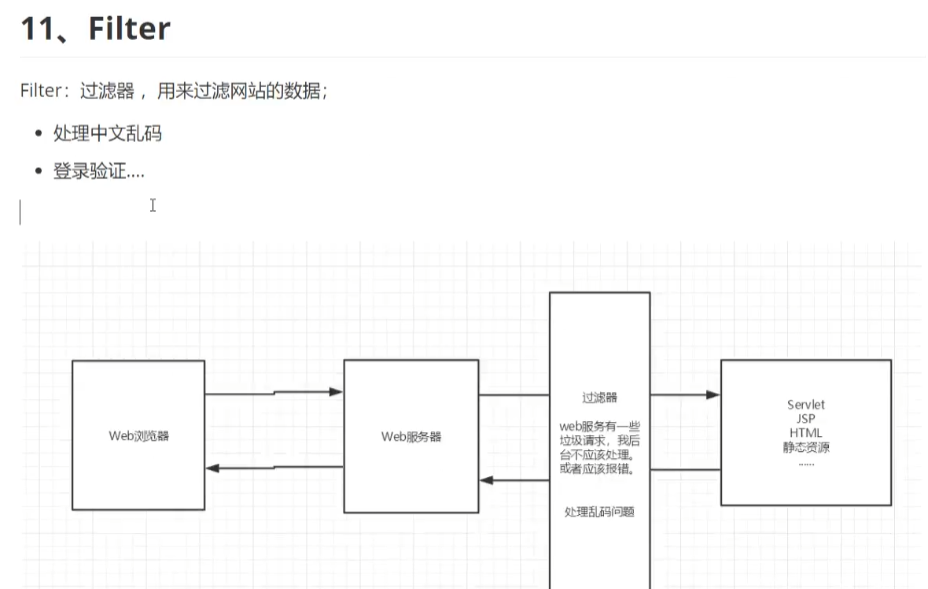 11、Filter
Filter：过滤器 ，用来过滤网站的数据；
处理中文乱码
登录验证....
Web浏览器
Web服务器
过滤器
web服务有一些
垃圾请求，我后
台不应该处理。
或者应该报错。
处理乱码问题
Servlet
JSP
HTML
静态资源
......